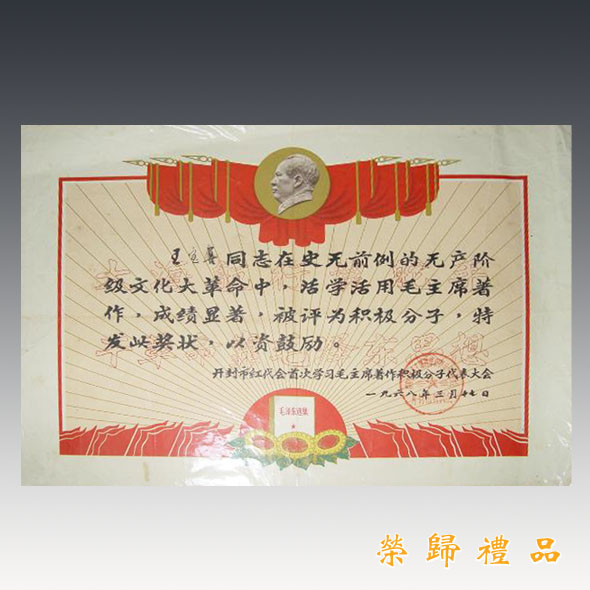 同志在史无前例的无产阶
级文化大革命中，活学活用毛主席著
作，成绩显著，被评为积极分子，特
发此奖状，以资鼓励。
开封市红代会首次学习毛主席著作积极分子代表大会
一九六八年三月廿七日
毛泽东选集
榮歸禮品